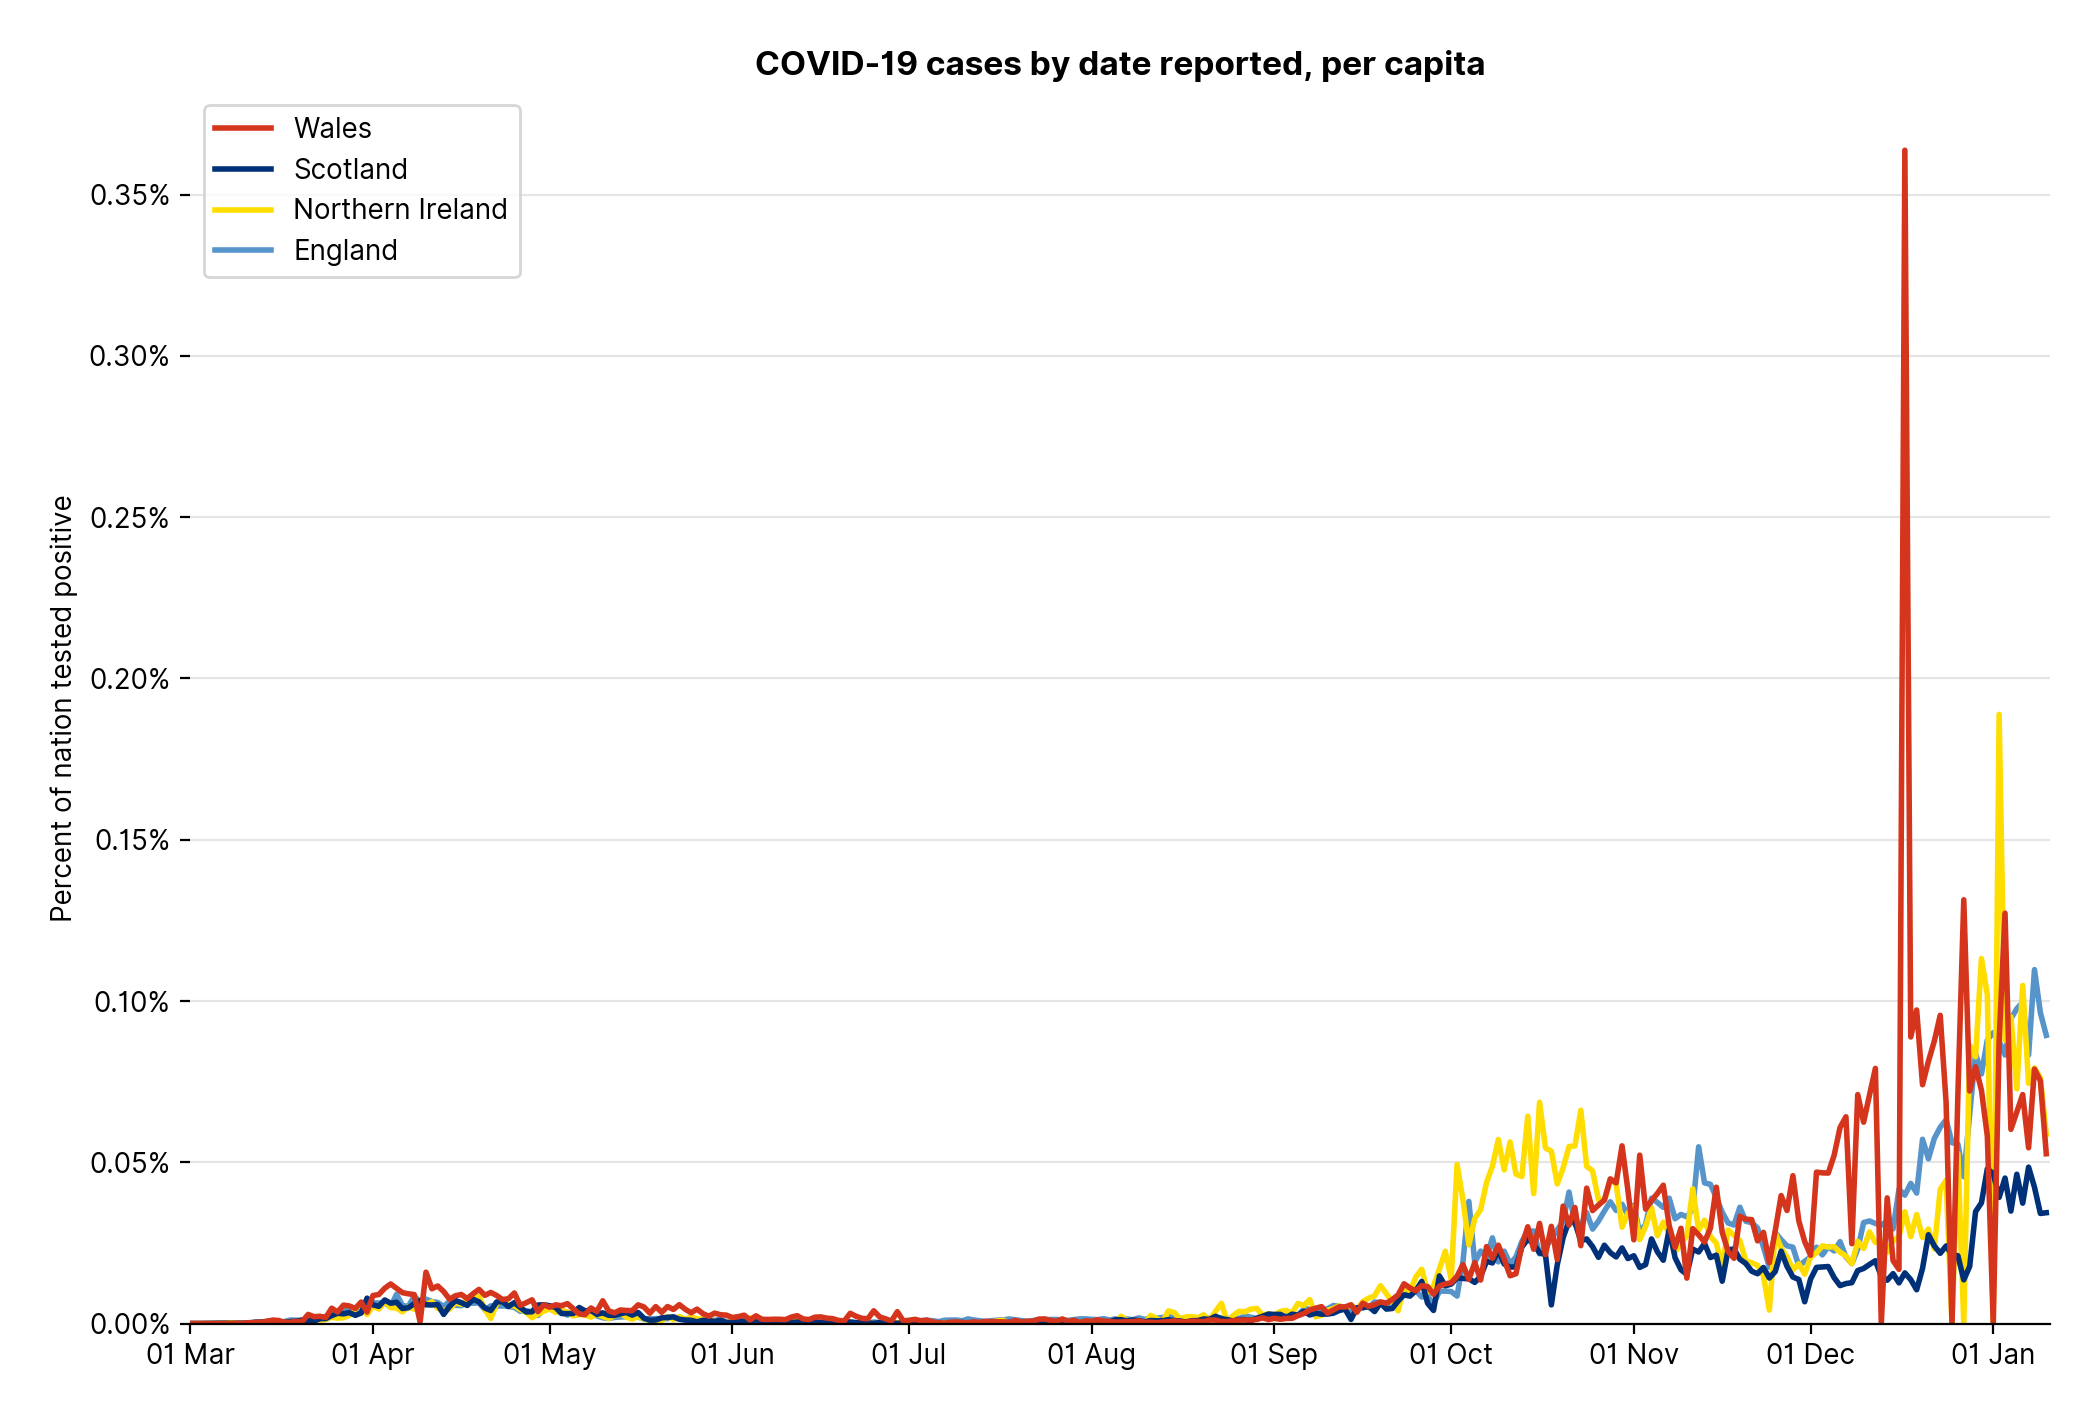 COVID-19 cases by date reported, per capita
Wales
Scotland
Northern Ireland
England
Percent of nation tested positive
0.35%
0.30%
0.25%
0.20%
0.15%
0.10%
0.05%
0.00%
01 Mar
01 Apr
01 May
01 Jun
01 Jul
01 Aug
01 Sep
01 Oct
01 Nov
01 Dec
01 Jan